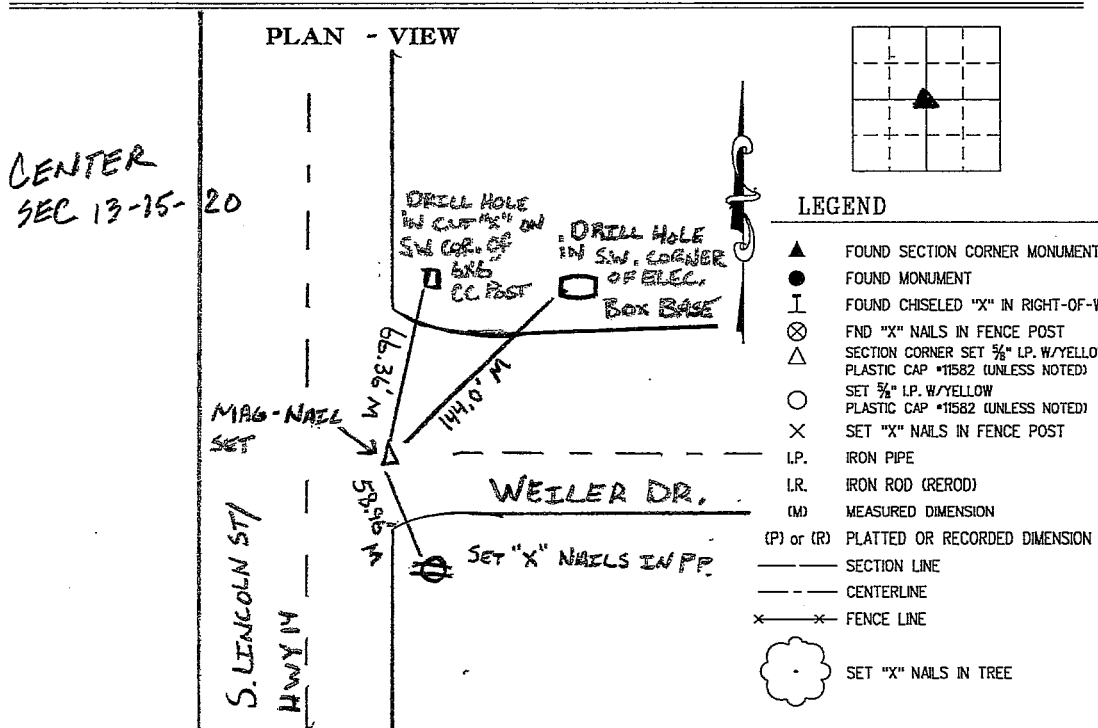 PLAN - VIEW
CENTER
SEC 13-15-20
DRILL HOLE
IN CUT "X" ON
S.W COR. OF
6X6
CC POST
DRILL HOLE
IN S.W. CORNER
OF ELEC.
BOX BASE
66.36' M
144.0' M
MAG-NAIL
SET
58.96' M
WEILER DR.
SET "X" NAILS IN PP.
S. LINCOLN ST/
HWY 14
LEGEND
FOUND SECTION CORNER MONUMENT
FOUND MONUMENT
FOUND CHISELED "X" IN RIGHT-OF-W
FND "X" NAILS IN FENCE POST
SECTION CORNER SET 5/8" I.P. W/YELLO
PLASTIC CAP #11582 (UNLESS NOTED)
SET 5/8" I.P. W/YELLOW
PLASTIC CAP #11582 (UNLESS NOTED)
SET "X" NAILS IN FENCE POST
I.P. IRON PIPE
I.R. IRON ROD (REROD)
(M) MEASURED DIMENSION
(P) or (R) PLATTED OR RECORDED DIMENSION
SECTION LINE
CENTERLINE
FENCE LINE
SET "X" NAILS IN TREE